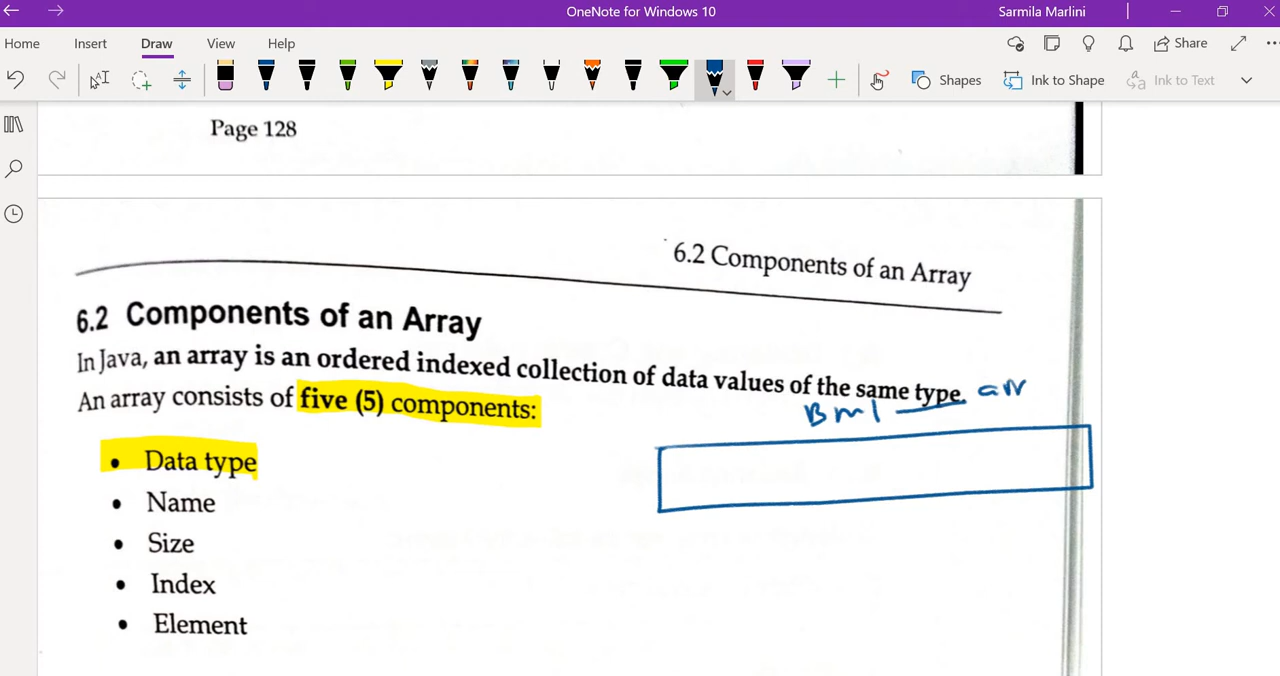 OneNote for Windows 10
Sarmila Marlini
Home Insert Draw View Help
Share
Shapes
Ink to Shape
Ink to Text
Page 128
6.2 Components of an Array
6.2 Components of an Array
In Java, an array is an ordered indexed collection of data values of the same type.
An array consists of five (5) components:
arr
• Data type
• Name
• Size
• Index
• Element